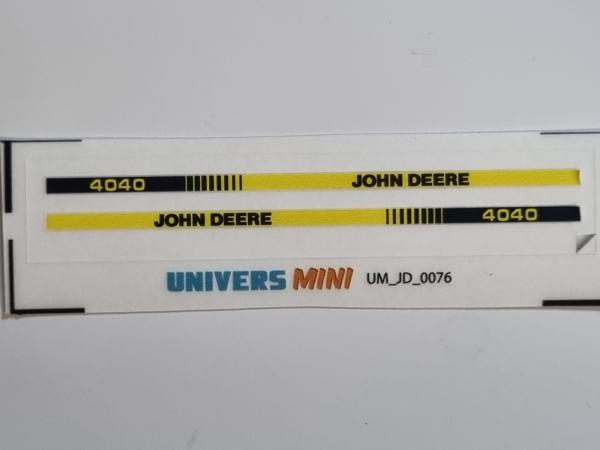 4040 JOHN DEERE
JOHN DEERE 4040
UNIVERS MINI UM_JD_0076